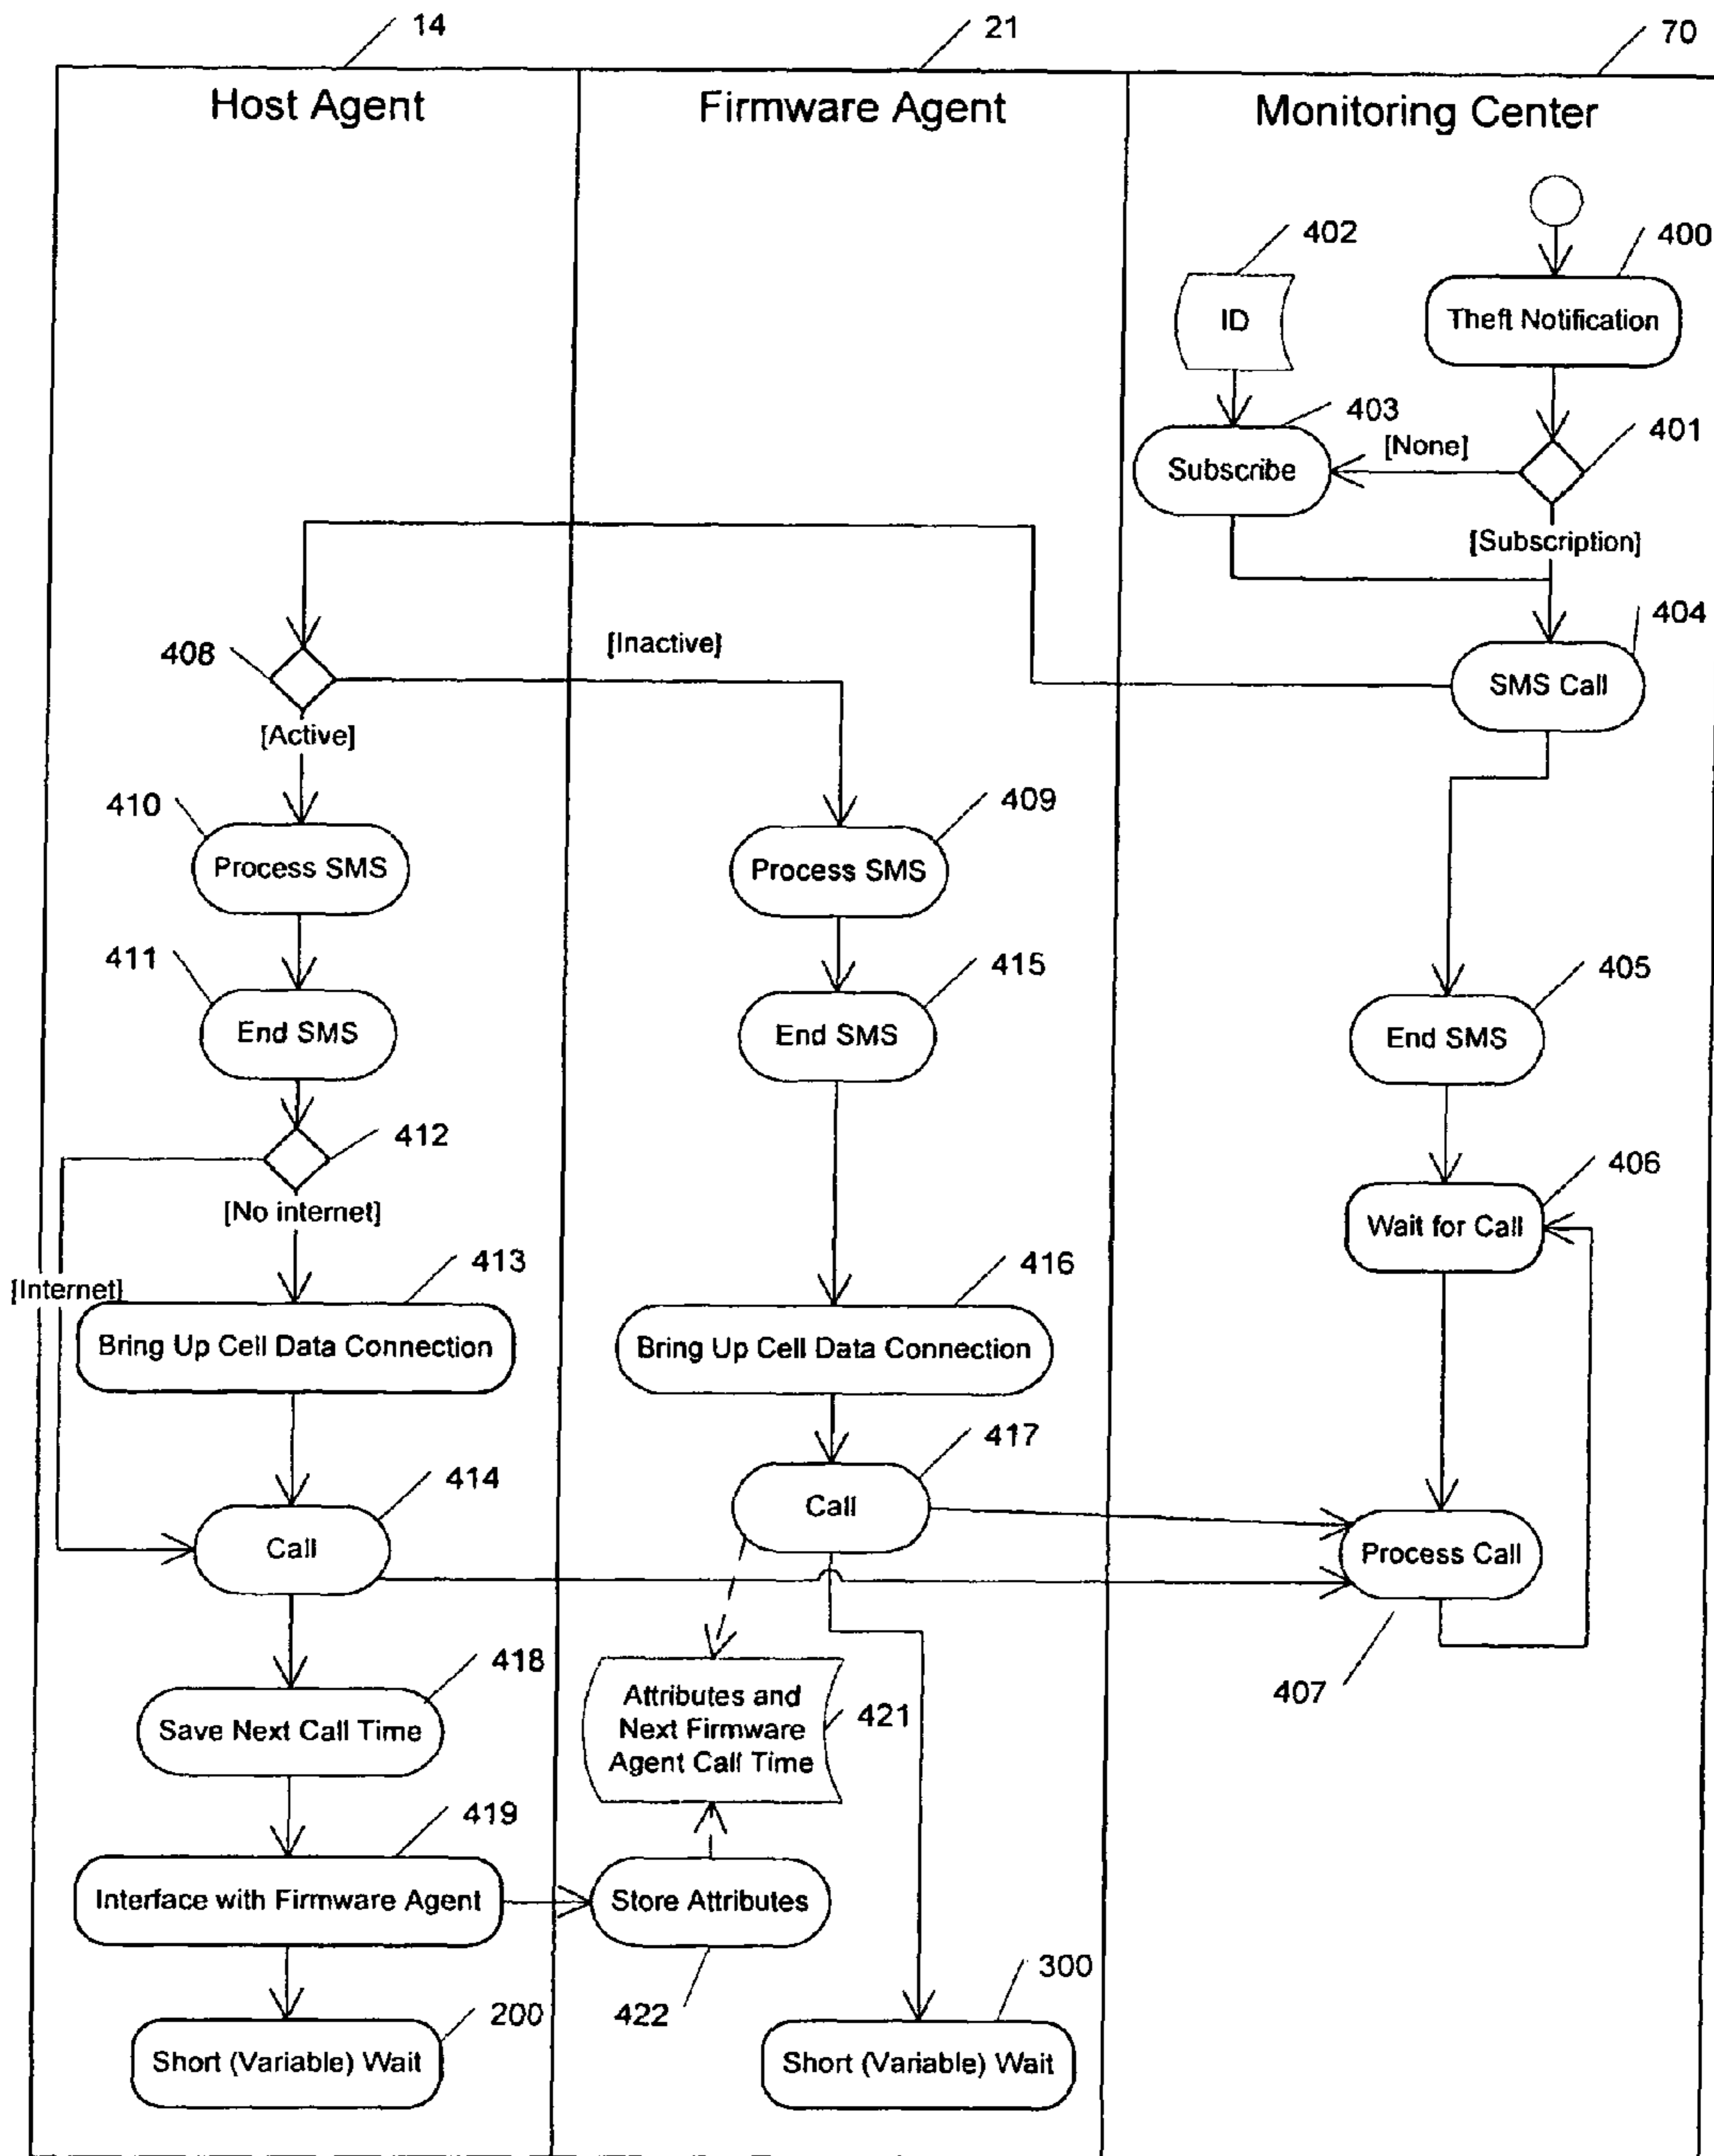 14
21
70
Host Agent
Firmware Agent
Monitoring Center
402
400
ID
Theft Notification
403
401
[None]
Subscribe
[Subscription]
404
408
[Inactive]
SMS Call
[Active]
410
409
Process SMS
Process SMS
411
415
405
End SMS
End SMS
End SMS
412
406
[No internet]
Wait for Call
413
416
[Internet]
Bring Up Cell Data Connection
Bring Up Cell Data Connection
414
417
Call
Call
Process Call
418
407
Save Next Call Time
Attributes and
Next Firmware
Agent Call Time
421
419
Interface with Firmware Agent
Store Attributes
422
300
200
Short (Variable) Wait
Short (Variable) Wait